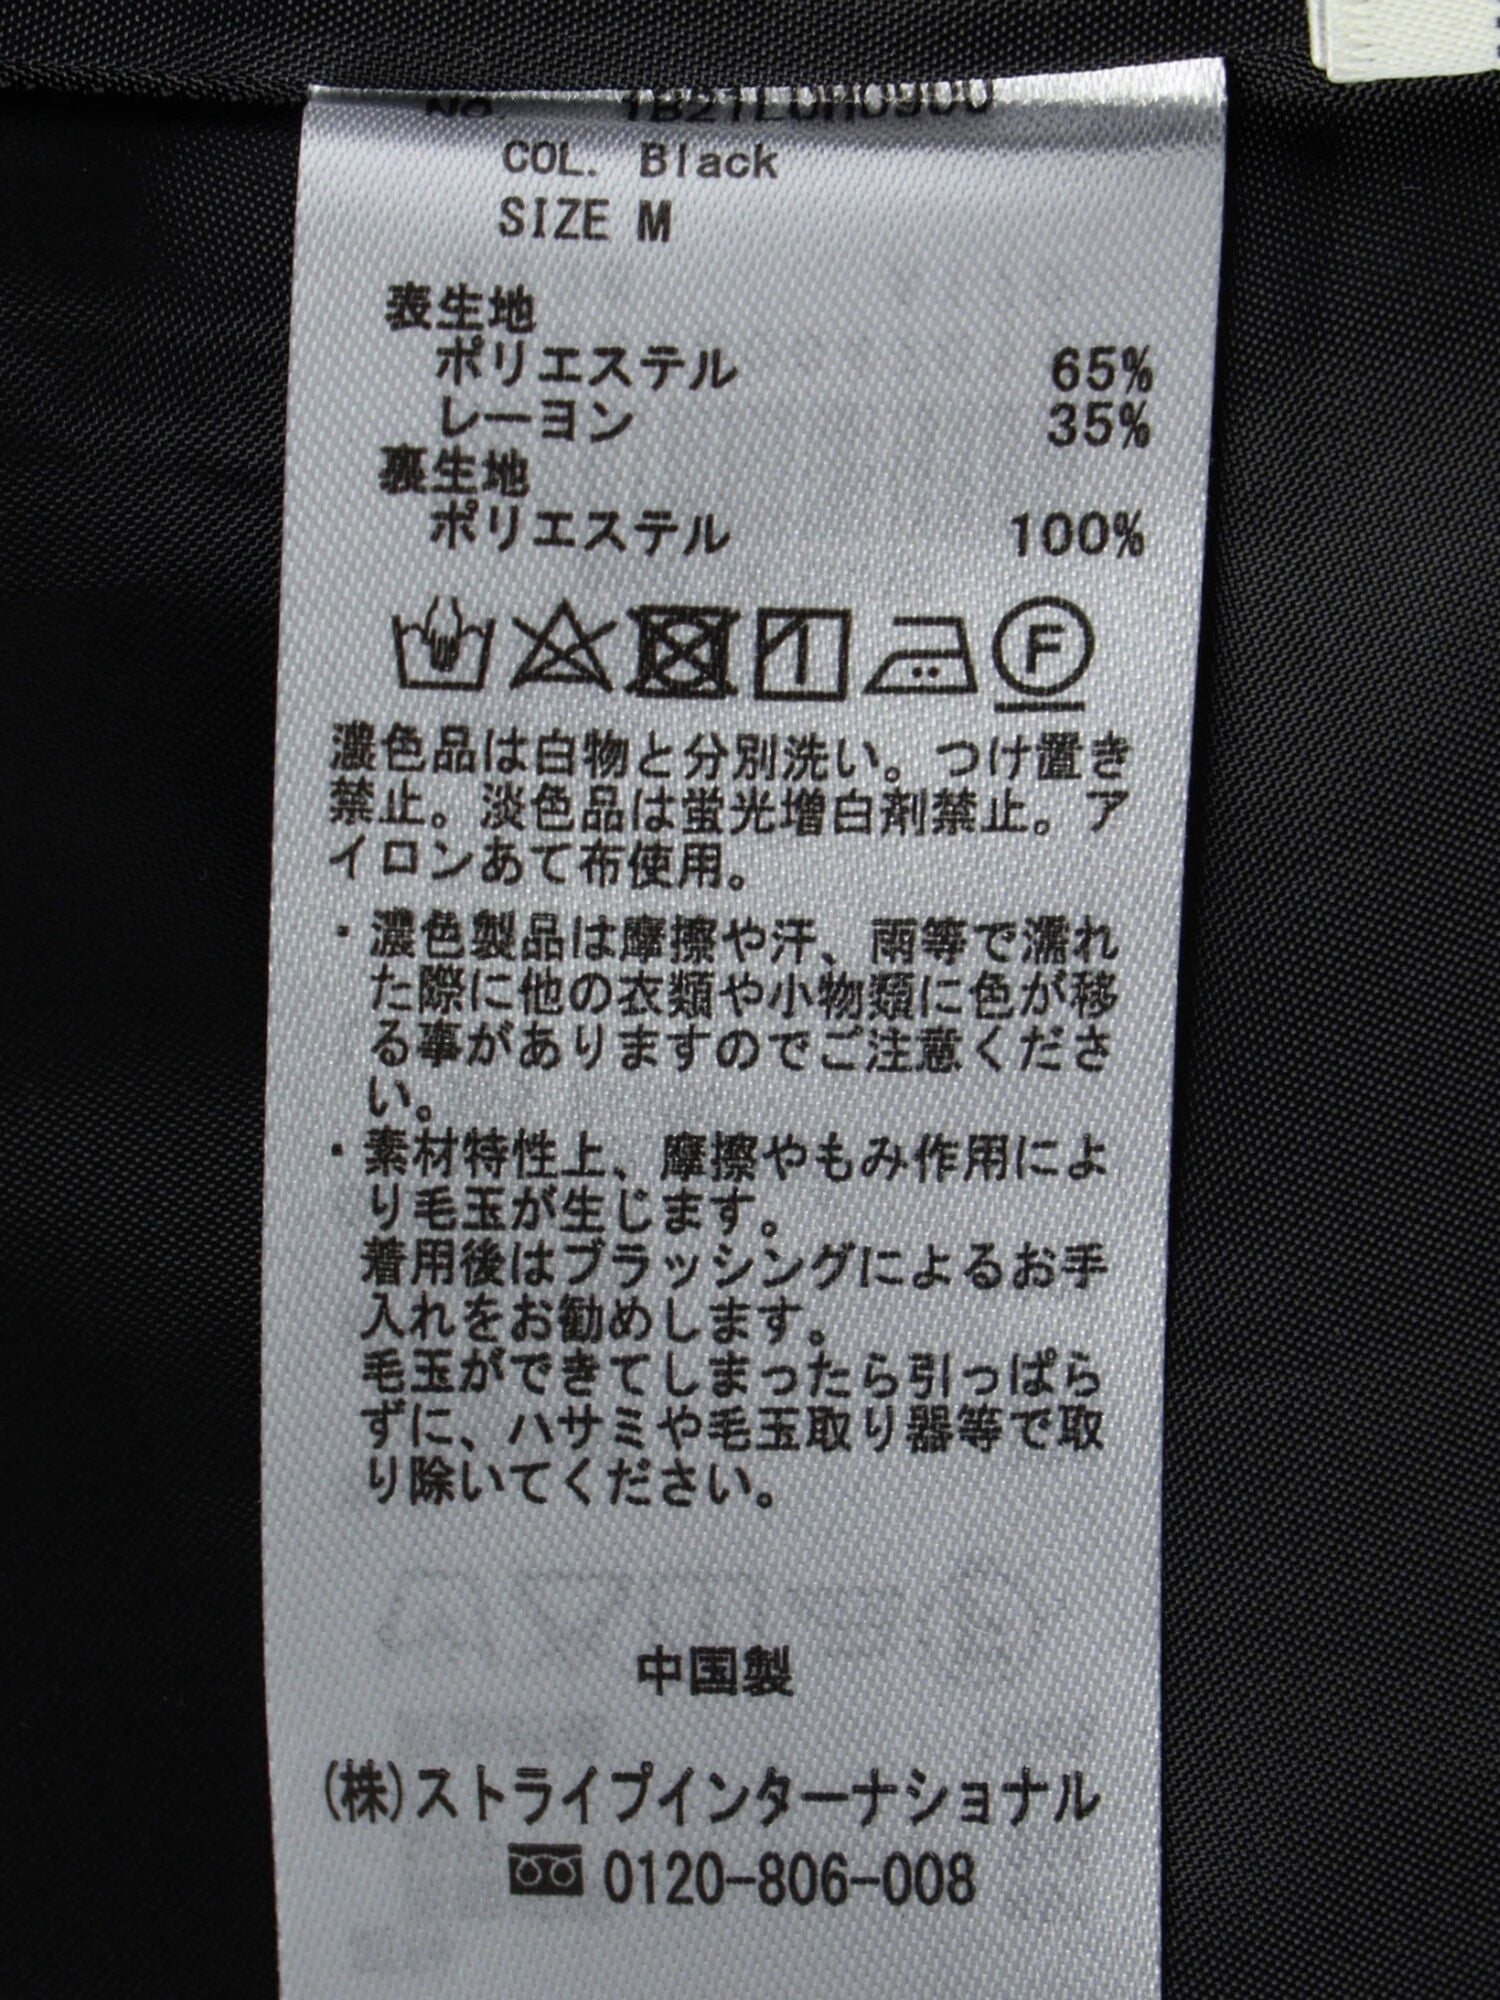 No
COL. Black
SIZE M
表生地
ポリエステル 65%
レーヨン 35%
裏生地
ポリエステル 100%
F
濃色品は白物と分別洗い。つけ置き
禁止。淡色品は蛍光増白剤禁止。ア
イロンあて布使用。
・濃色製品は摩擦や汗、雨等で濡れ
た際に他の衣類や小物類に色が移
る事がありますのでご注意くださ
い。
・素材特性上、摩擦やもみ作用によ
り毛玉が生じます。
着用後はブラッシングによるお手
入れをお勧めします。
毛玉ができてしまったら引っぱら
ずに、ハサミや毛玉取り器等で取
り除いてください。
中国製
(株)ストライプインターナショナル
0120-806-008